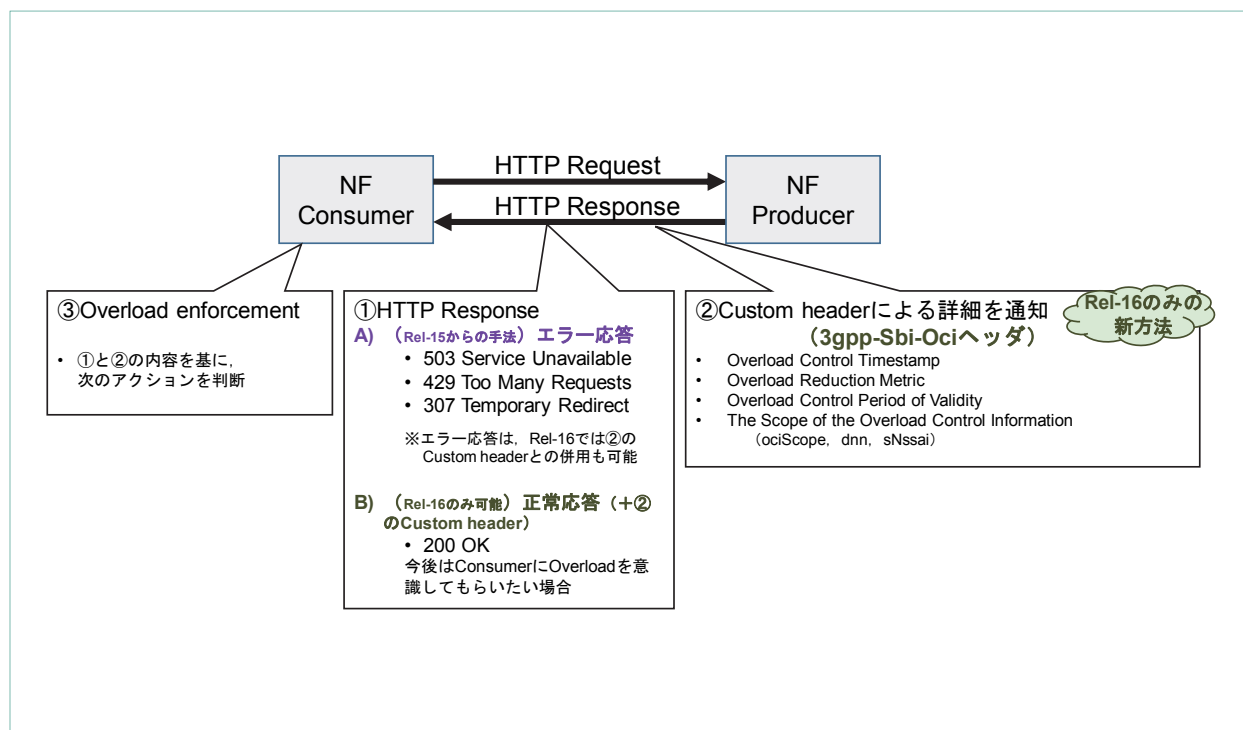 HTTP Request
NF
Consumer
HTTP Response
NF
Producer
③Overload enforcement
• ①と②の内容を基に，
次のアクションを判断
①HTTP Response
A) （Rel-15からの手法）エラー応答
• 503 Service Unavailable
• 429 Too Many Requests
• 307 Temporary Redirect
※エラー応答は，Rel-16では②の
Custom headerとの併用も可能
B) （Rel-16のみ可能）正常応答（＋②
のCustom header）
• 200 OK
今後はConsumerにOverloadを意
識してもらいたい場合
②Custom headerによる詳細を通知
（3gpp-Sbi-Ociヘッダ）
Rel-16のみの
新方法
• Overload Control Timestamp
• Overload Reduction Metric
• Overload Control Period of Validity
• The Scope of the Overload Control Information
（ociScope，dnn，sNssai）